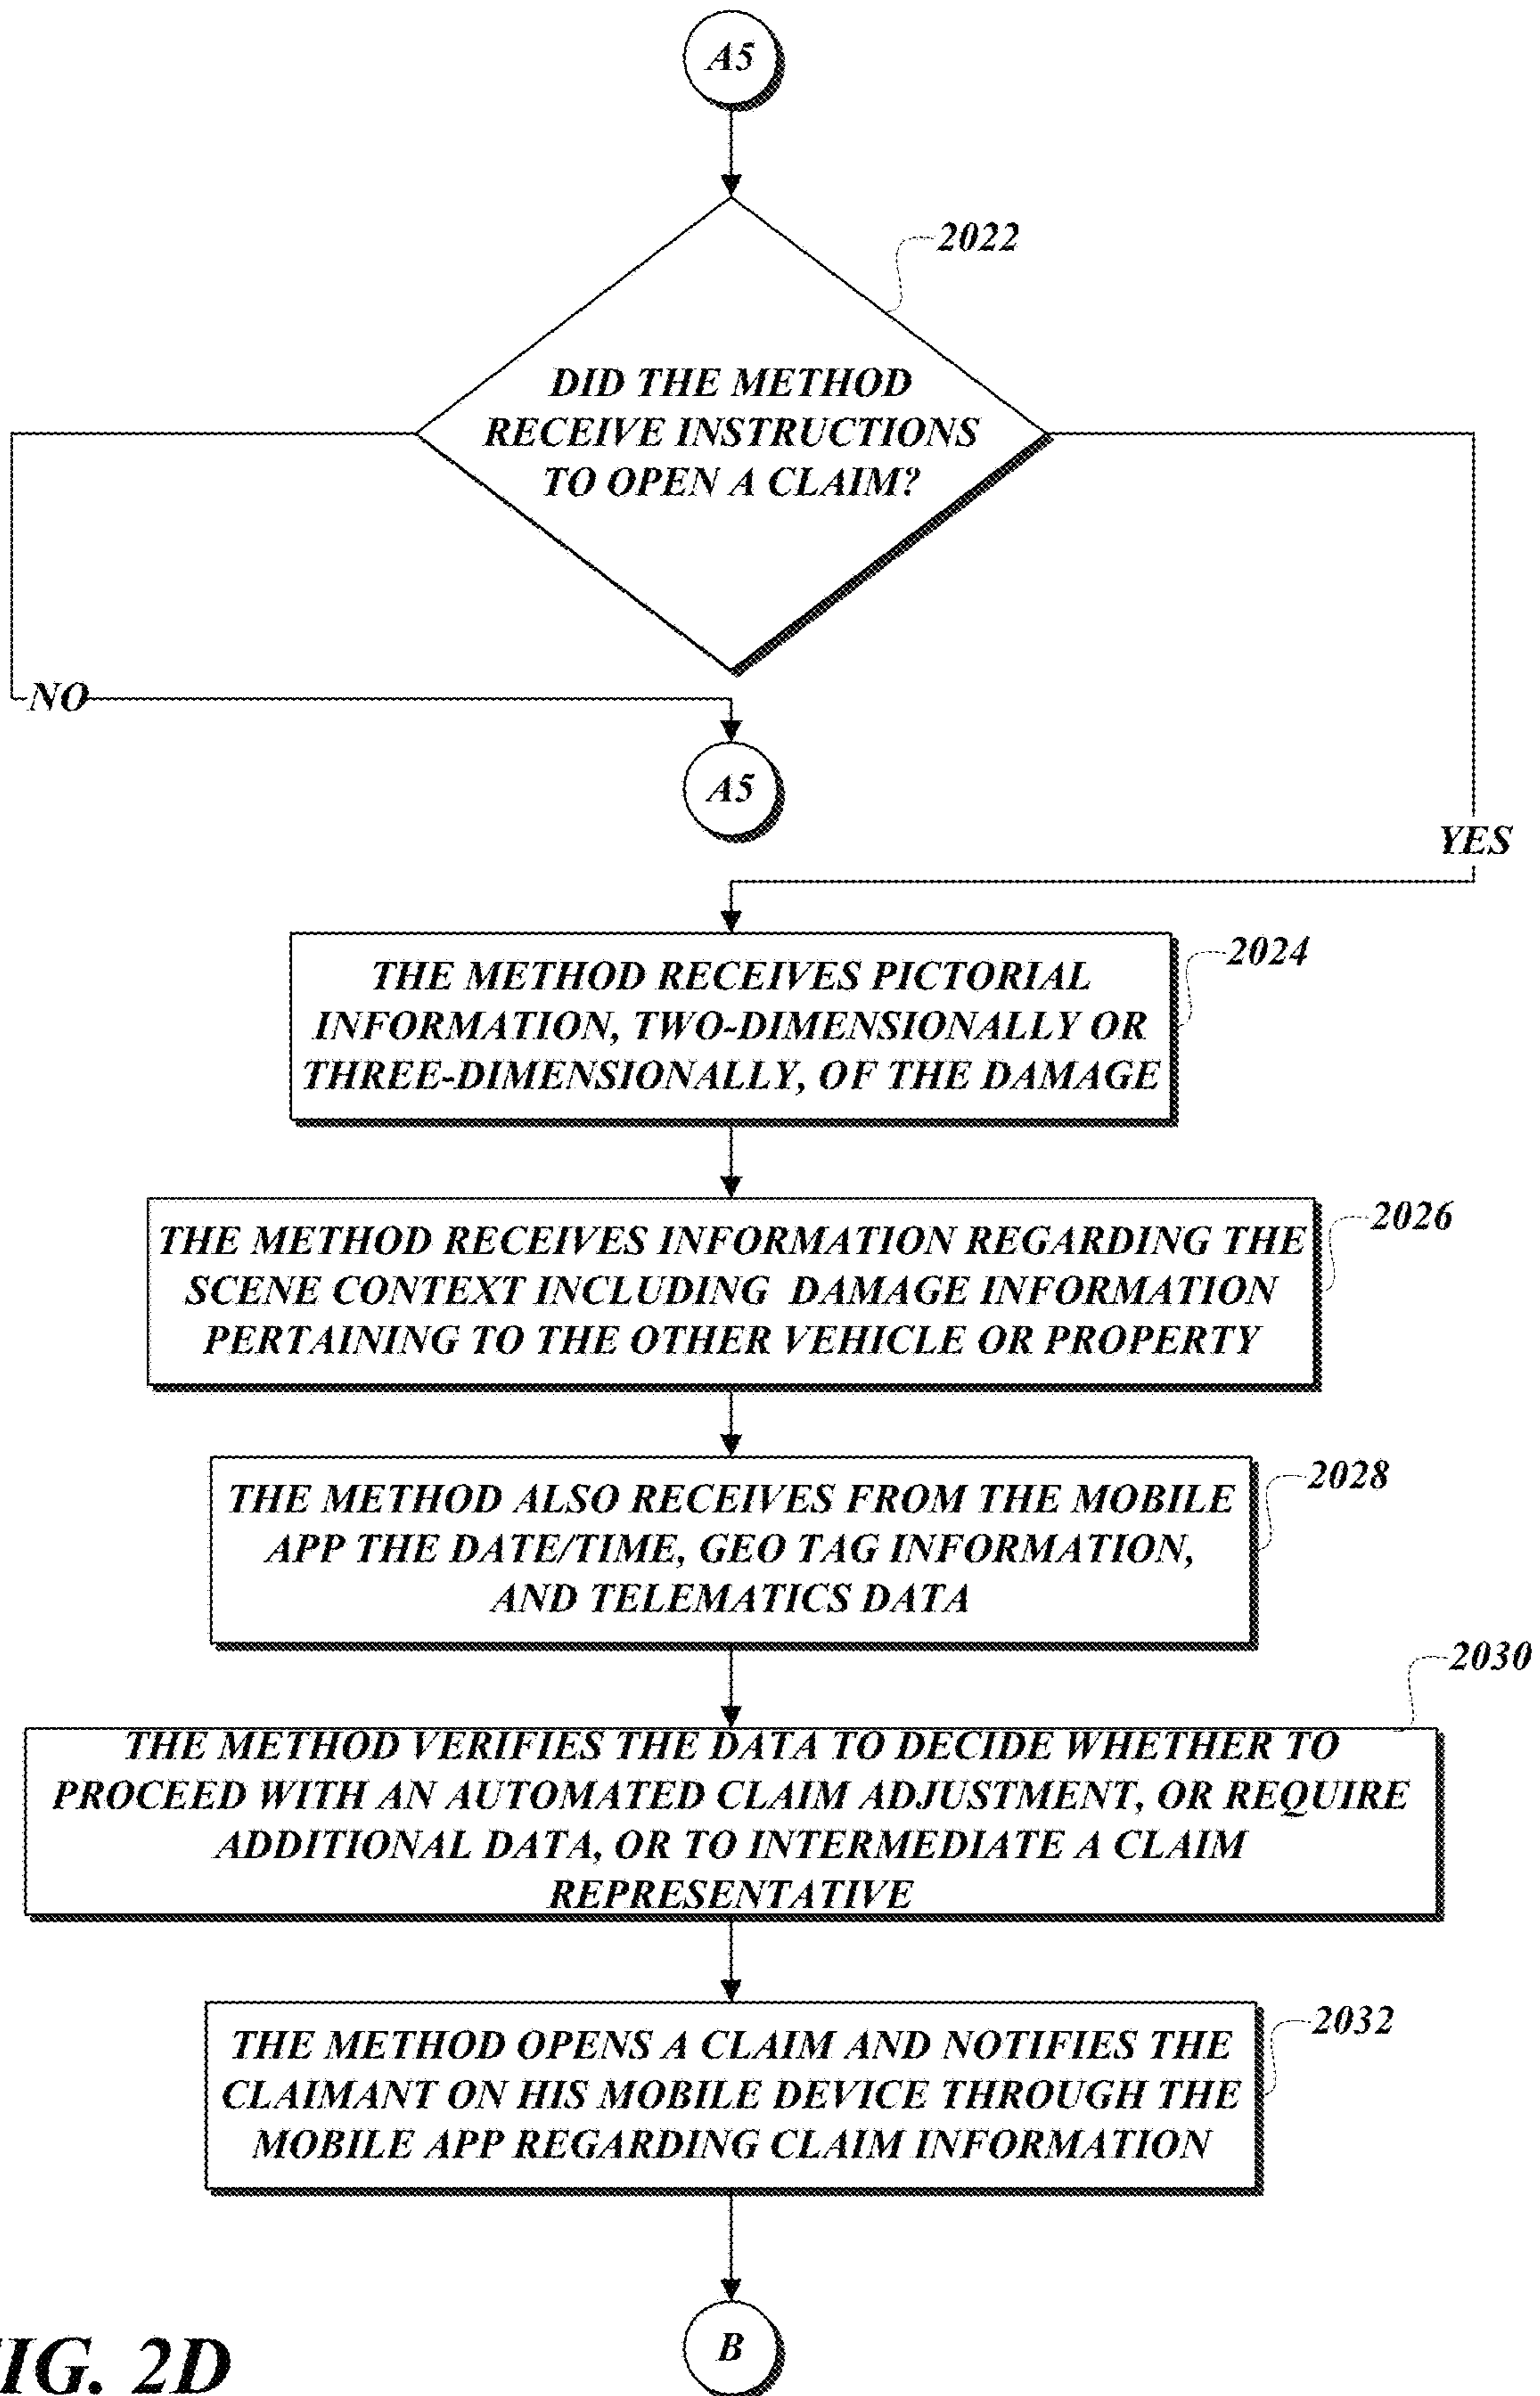 A5
2022
DID THE METHOD
RECEIVE INSTRUCTIONS
TO OPEN A CLAIM?
NO
A5
YES
2024
THE METHOD RECEIVES PICTORIAL
INFORMATION, TWO-DIMENSIONALLY OR
THREE-DIMENSIONALLY, OF THE DAMAGE
2026
THE METHOD RECEIVES INFORMATION REGARDING THE
SCENE CONTEXT INCLUDING DAMAGE INFORMATION
PERTAINING TO THE OTHER VEHICLE OR PROPERTY
2028
THE METHOD ALSO RECEIVES FROM THE MOBILE
APP THE DATE/TIME, GEO TAG INFORMATION,
AND TELEMATICS DATA
2030
THE METHOD VERIFIES THE DATA TO DECIDE WHETHER TO
PROCEED WITH AN AUTOMATED CLAIM ADJUSTMENT, OR REQUIRE
ADDITIONAL DATA, OR TO INTERMEDIATE A CLAIM
REPRESENTATIVE
2032
THE METHOD OPENS A CLAIM AND NOTIFIES THE
CLAIMANT ON HIS MOBILE DEVICE THROUGH THE
MOBILE APP REGARDING CLAIM INFORMATION
B
IG. 2D